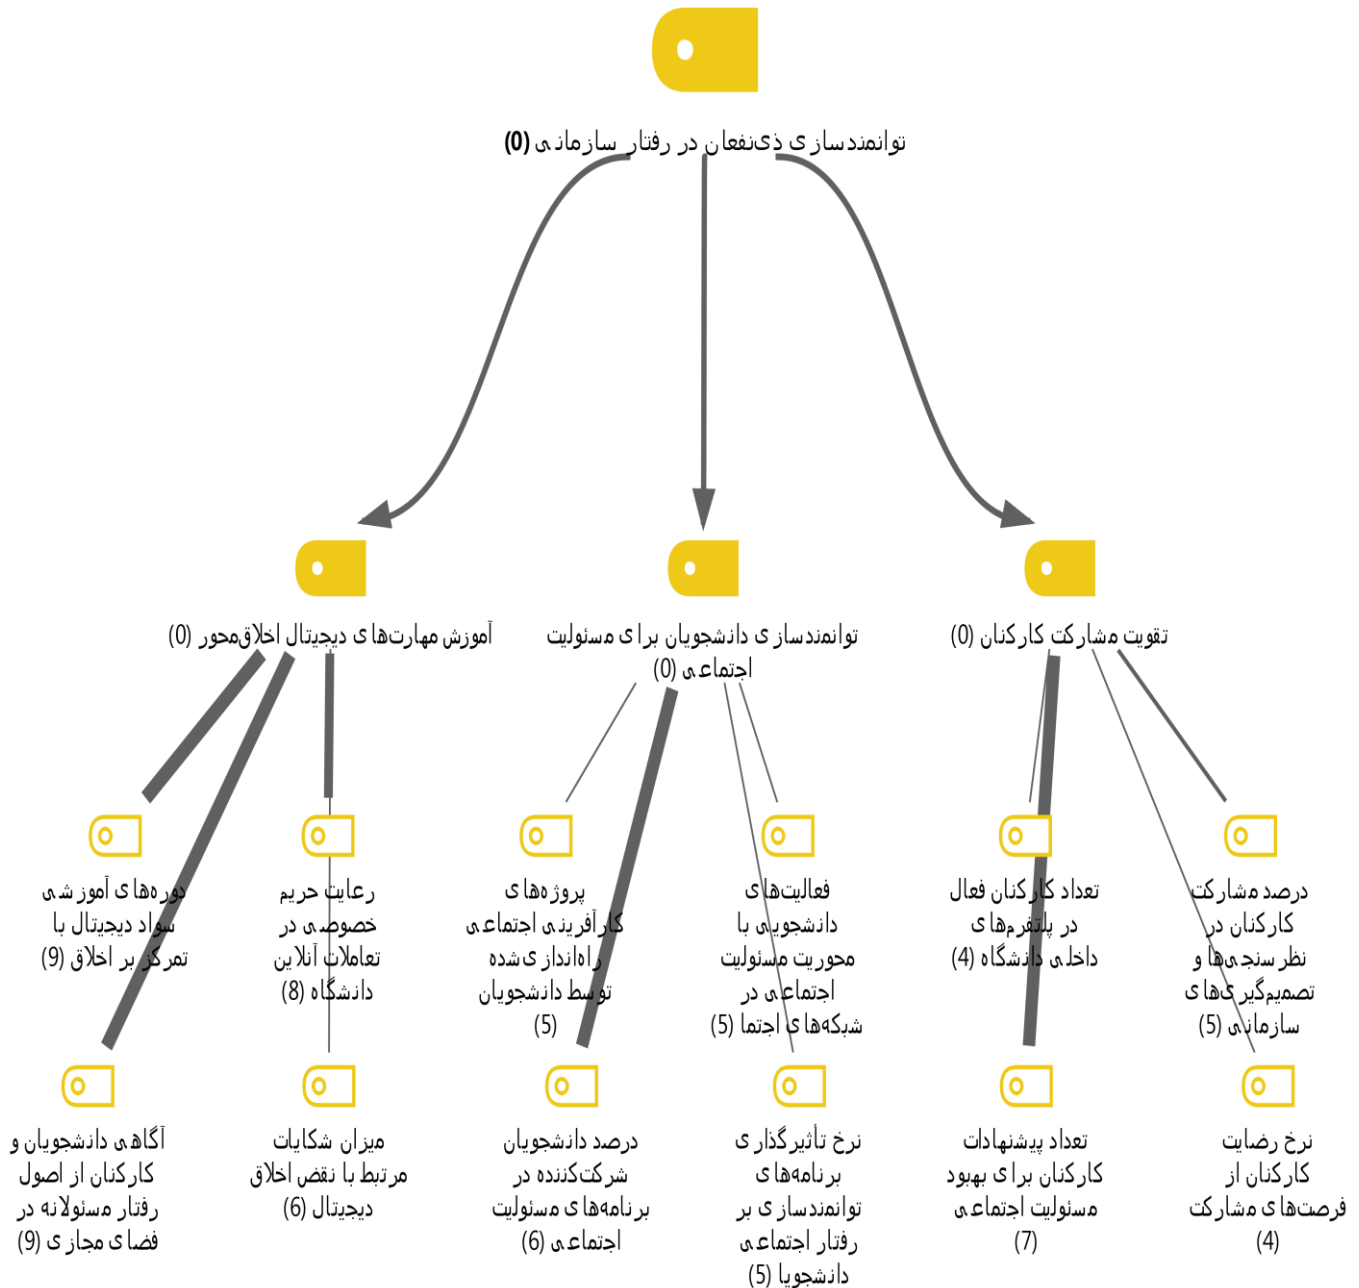 توانمندسازی ذی‌نفعان در رفتار سازمانی (0)
آموزش مهارت‌های دیجیتال اخلاق‌محور (0)
توانمندسازی دانشجویان برای مسئولیت
اجتماعی (0)
تقویت مشارکت کارکنان (0)
دوره‌های آموزشی
سواد دیجیتال با
تمرکز بر اخلاق (9)
رعایت حریم
خصوصی در
تعاملات آنلاین
دانشگاه (8)
پروژه‌های
کارآفرینی اجتماعی
راه‌اندازی‌شده
توسط دانشجویان
(5)
فعالیت‌های
دانشجویی با
محوریت مسئولیت
اجتماعی در
شبکه‌های اجتما (5)
تعداد کارکنان فعال
در پلتفرم‌های
داخلی دانشگاه (4)
درصد مشارکت
کارکنان در
نظرسنجی‌ها و
تصمیم‌گیری‌های
سازمانی (5)
آگاهی دانشجویان و
کارکنان از اصول
رفتار مسئولانه در
فضای مجازی (9)
میزان شکایات
مرتبط با نقض اخلاق
دیجیتال (6)
درصد دانشجویان
شرکت‌کننده در
برنامه‌های مسئولیت
اجتماعی (6)
نرخ تأثیرگذاری
برنامه‌های
توانمندسازی بر
رفتار اجتماعی
دانشجویا (5)
تعداد پیشنهادات
کارکنان برای بهبود
مسئولیت اجتماعی
(7)
نرخ رضایت
کارکنان از
فرصت‌های مشارکت
(4)